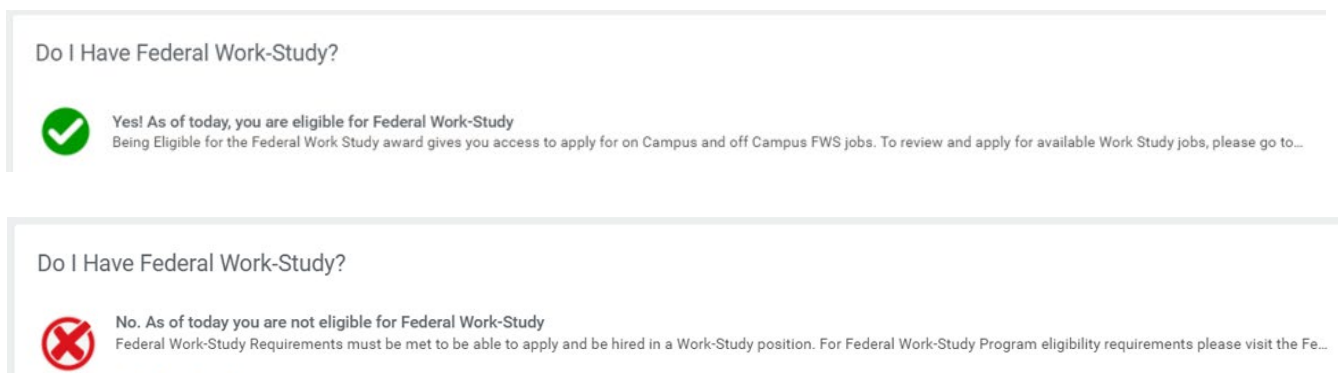 Do I Have Federal Work-Study?
Yes! As of today, you are eligible for Federal Work-Study
Being Eligible for the Federal Work Study award gives you access to apply for on Campus and off Campus FWS jobs. To review and apply for available Work Study jobs, please go to...
Do I Have Federal Work-Study?
No. As of today you are not eligible for Federal Work-Study
Federal Work-Study Requirements must be met to be able to apply and be hired in a Work-Study position. For Federal Work-Study Program eligibility requirements please visit the Fe...